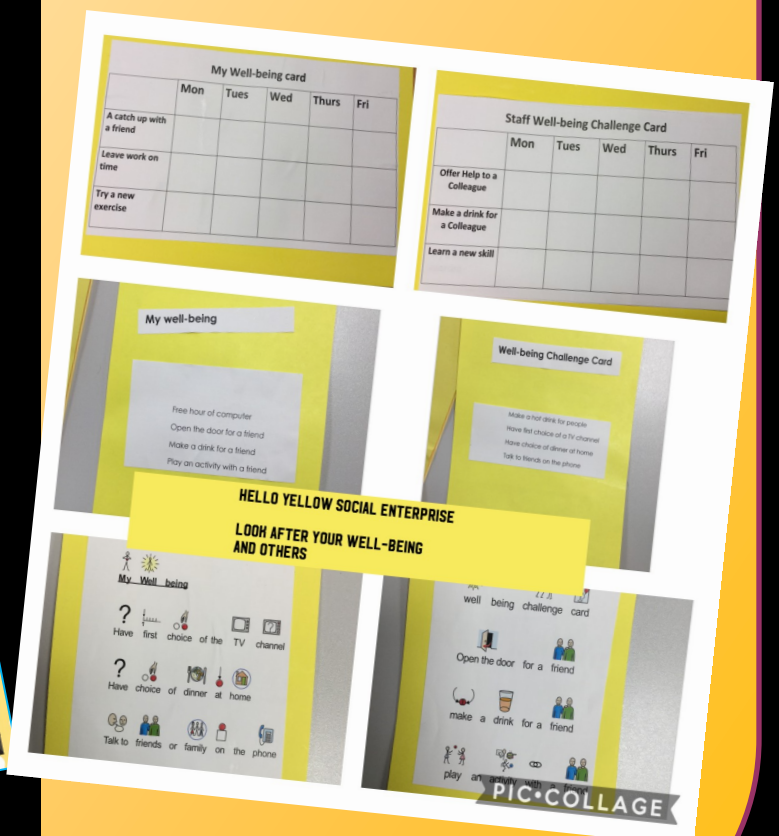 My Well-being card
Mon Tues Wed Thurs Fri
A catch up with
a friend
Leave work on
time
Try a new
exercise
Staff Well-being Challenge Card
Mon Tues Wed Thurs Fri
Offer Help to a
Colleague
Make a drink for
a Colleague
Learn a new skill
My well-being
Free hour of computer
Open the door for a friend
Make a drink for a friend
Play an activity with a friend
Well-being Challenge Card
Make a hot drink for people
Have first choice of a TV channel
Have choice of dinner at home
Talk to friends on the phone
HELLO YELLOW SOCIAL ENTERPRISE
LOOK AFTER YOUR WELL-BEING
AND OTHERS
My Well being
? Have first choice of the TV channel
? Have choice of dinner at home
Talk to friends or family on the phone
well being challenge card
Open the door for a friend
make a drink for a friend
play an activity with a friend
PIC•COLLAGE